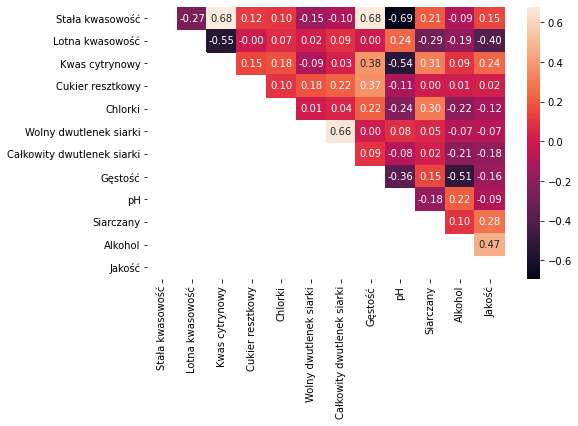 Stała kwasowość -0.27 0.68 0.12 0.10 -0.15 -0.10 0.68 -0.69 0.21 -0.09 0.15
Lotna kwasowość -0.55 -0.00 0.07 0.02 0.09 0.00 0.24 -0.29 -0.19 -0.40
Kwas cytrynowy 0.15 0.18 -0.09 0.03 0.38 -0.54 0.31 0.09 0.24
Cukier resztkowy 0.10 0.18 0.22 0.37 -0.11 0.00 0.01 0.02
Chlorki 0.01 0.04 0.22 -0.24 0.30 -0.22 -0.12
Wolny dwutlenek siarki 0.66 0.00 0.08 0.05 -0.07 -0.07
Całkowity dwutlenek siarki 0.09 -0.08 0.02 -0.21 -0.18
Gęstość -0.36 0.15 -0.51 -0.16
pH -0.18 0.22 -0.09
Siarczany 0.10 0.28
Alkohol 0.47
Jakość
Stała kwasowość
Lotna kwasowość
Kwas cytrynowy
Cukier resztkowy
Chlorki
Wolny dwutlenek siarki
Całkowity dwutlenek siarki
Gęstość
pH
Siarczany
Alkohol
Jakość
0.6
0.4
0.2
0.0
-0.2
-0.4
-0.6